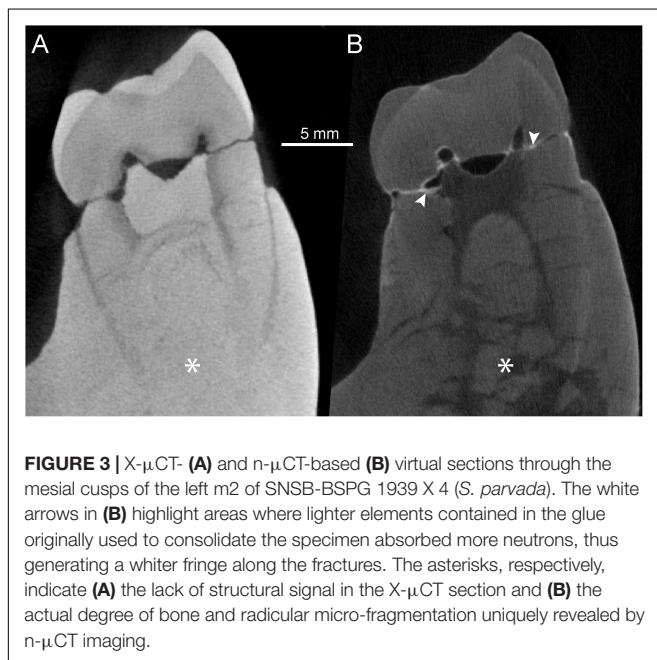 A
B
5 mm
*
*
FIGURE 3 | X-μCT- (A) and n-μCT-based (B) virtual sections through the
mesial cusps of the left m2 of SNSB-BSPG 1939 X 4 (S. parvada). The white
arrows in (B) highlight areas where lighter elements contained in the glue
originally used to consolidate the specimen absorbed more neutrons, thus
generating a whiter fringe along the fractures. The asterisks, respectively,
indicate (A) the lack of structural signal in the X-μCT section and (B) the
actual degree of bone and radicular micro-fragmentation uniquely revealed by
n-μCT imaging.